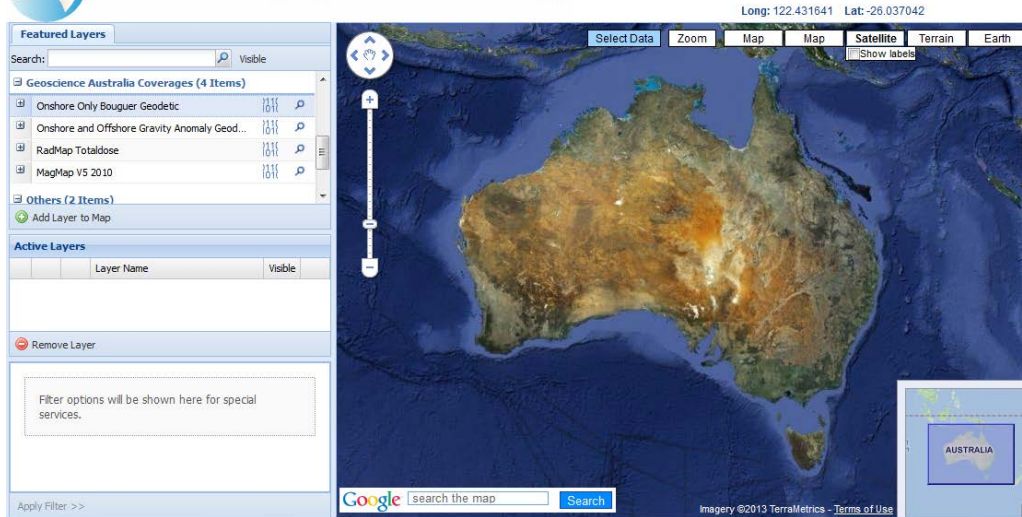 Long: 122.431641 Lat: -26.037042
Featured Layers
Search: Visible
Geoscience Australia Coverages (4 Items)
Onshore Only Bouguer Geodetic
Onshore and Offshore Gravity Anomaly Geod...
RadMap Totaldose
MagMap V5 2010
Others (2 Items)
Add Layer to Map
Active Layers
Layer Name Visible
Remove Layer
Filter options will be shown here for special
services.
Apply Filter >>
Select Data Zoom Map Map Satellite Terrain Earth
Show labels
AUSTRALIA
Google search the map Search
Imagery ©2013 TerraMetrics - Terms of Use